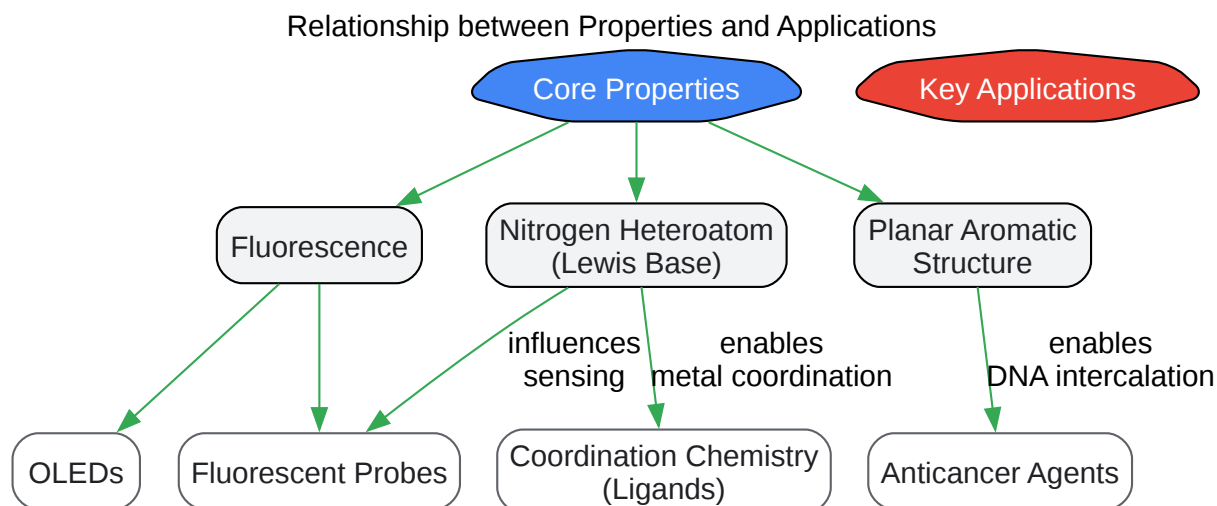 Relationship between Properties and Applications
Core Properties
Key Applications
Fluorescence
Nitrogen Heteroatom
(Lewis Base)
Planar Aromatic
Structure
influences
sensing
enables
metal coordination
enables
DNA intercalation
OLEDs
Fluorescent Probes
Coordination Chemistry
(Ligands)
Anticancer Agents